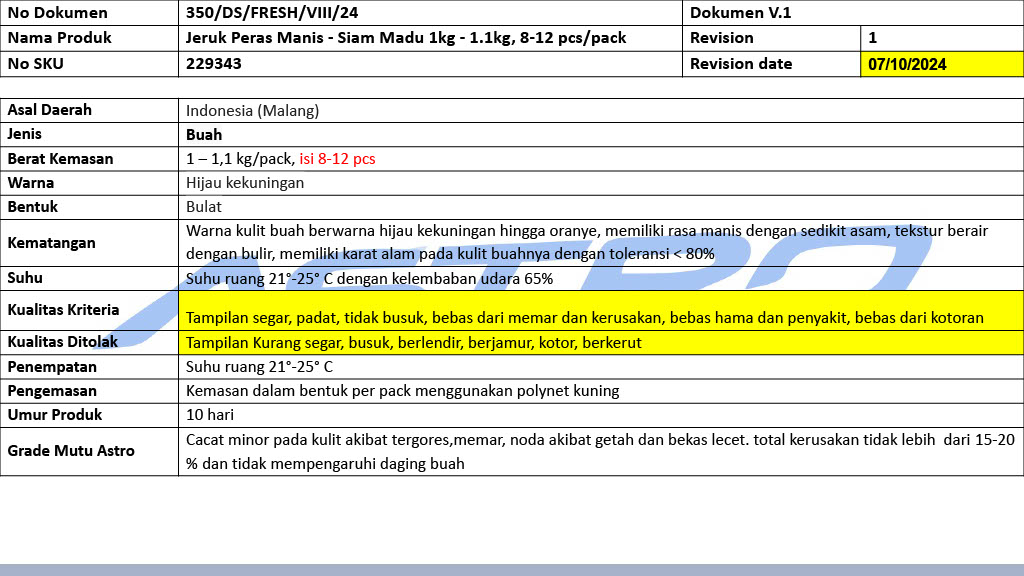 No Dokumen 350/DS/FRESH/VIII/24 Dokumen V.1
Nama Produk Jeruk Peras Manis - Siam Madu 1kg - 1.1kg, 8-12 pcs/pack Revision 1
No SKU 229343 Revision date 07/10/2024
Asal Daerah Indonesia (Malang)
Jenis Buah
Berat Kemasan 1 – 1,1 kg/pack, isi 8-12 pcs
Warna Hijau kekuningan
Bentuk Bulat
Kematangan Warna kulit buah berwarna hijau kekuningan hingga oranye, memiliki rasa manis dengan sedikit asam, tekstur berair
dengan bulir, memiliki karat alam pada kulit buahnya dengan toleransi < 80%
Suhu Suhu ruang 21°-25° C dengan kelembaban udara 65%
Kualitas Kriteria Tampilan segar, padat, tidak busuk, bebas dari memar dan kerusakan, bebas hama dan penyakit, bebas dari kotoran
Kualitas Ditolak Tampilan Kurang segar, busuk, berlendir, berjamur, kotor, berkerut
Penempatan Suhu ruang 21°-25° C
Pengemasan Kemasan dalam bentuk per pack menggunakan polynet kuning
Umur Produk 10 hari
Grade Mutu Astro Cacat minor pada kulit akibat tergores,memar, noda akibat getah dan bekas lecet. total kerusakan tidak lebih  dari 15-20
% dan tidak mempengaruhi daging buah
ASTRO